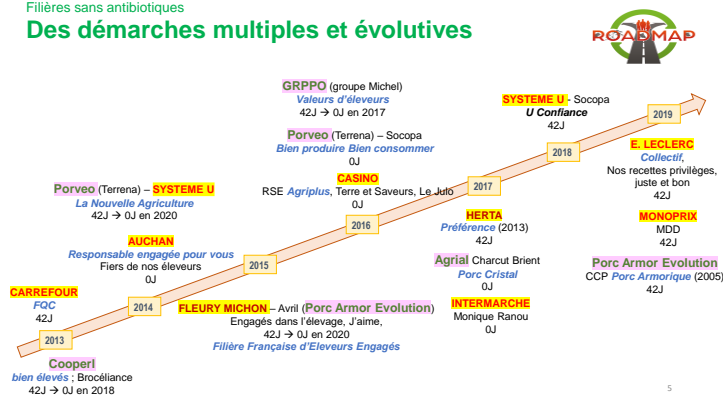 Filières sans antibiotiques
Des démarches multiples et évolutives
ROADMAP
GRPPO (groupe Michel)
Valeurs d'éleveurs
42J → 0J en 2017
Porveo (Terrena) – Socopa
Bien produire Bien consommer
0J
CASINO
RSE Agriplus, Terre et Saveurs, Le Julo
0J
SYSTEME U - Socopa
U Confiance
42J
2019
2018
2017
2016
2015
2014
2013
E. LECLERC
Collectif,
Nos recettes privilèges,
juste et bon
42J
MONOPRIX
MDD
42J
Porc Armor Evolution
CCP Porc Armorique (2005)
42J
Porveo (Terrena) – SYSTEME U
La Nouvelle Agriculture
42J → 0J en 2020
AUCHAN
Responsable engagée pour vous
Fiers de nos éleveurs
0J
HERTA
Préférence (2013)
42J
Agrial Charcut Brient
Porc Cristal
0J
INTERMARCHE
Monique Ranou
0J
CARREFOUR
FQC
42J
FLEURY MICHON – Avril (Porc Armor Evolution)
Engagés dans l'élevage, J'aime,
42J → 0J en 2020
Filière Française d'Eleveurs Engagés
Cooperl
bien élevés ; Brocéliance
42J → 0J en 2018
5